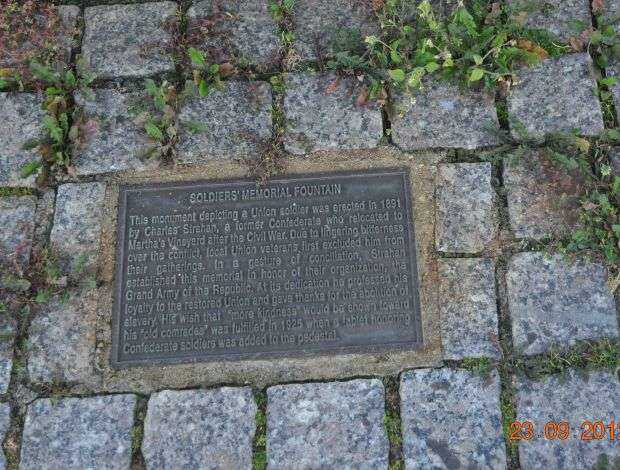 SOLDIERS' MEMORIAL FOUNTAIN
This monument depicting a Union soldier was erected in 1891
by Charles Strahan, a former Confederate who relocated to
Martha's Vineyard after the Civil War. Due to lingering bitterness
over the conflict, local Union veterans first excluded him from
their gatherings. In a gesture of conciliation, Strahan
established this memorial in honor of their organization, the
Grand Army of the Republic. At its dedication he professed his
loyalty to the restored Union and gave thanks for the abolition of
slavery. His wish that "more kindness" would be shown toward
his "old comrades" was fulfilled in 1925 when a tablet honoring
Confederate soldiers was added to the pedestal.
23.09.201